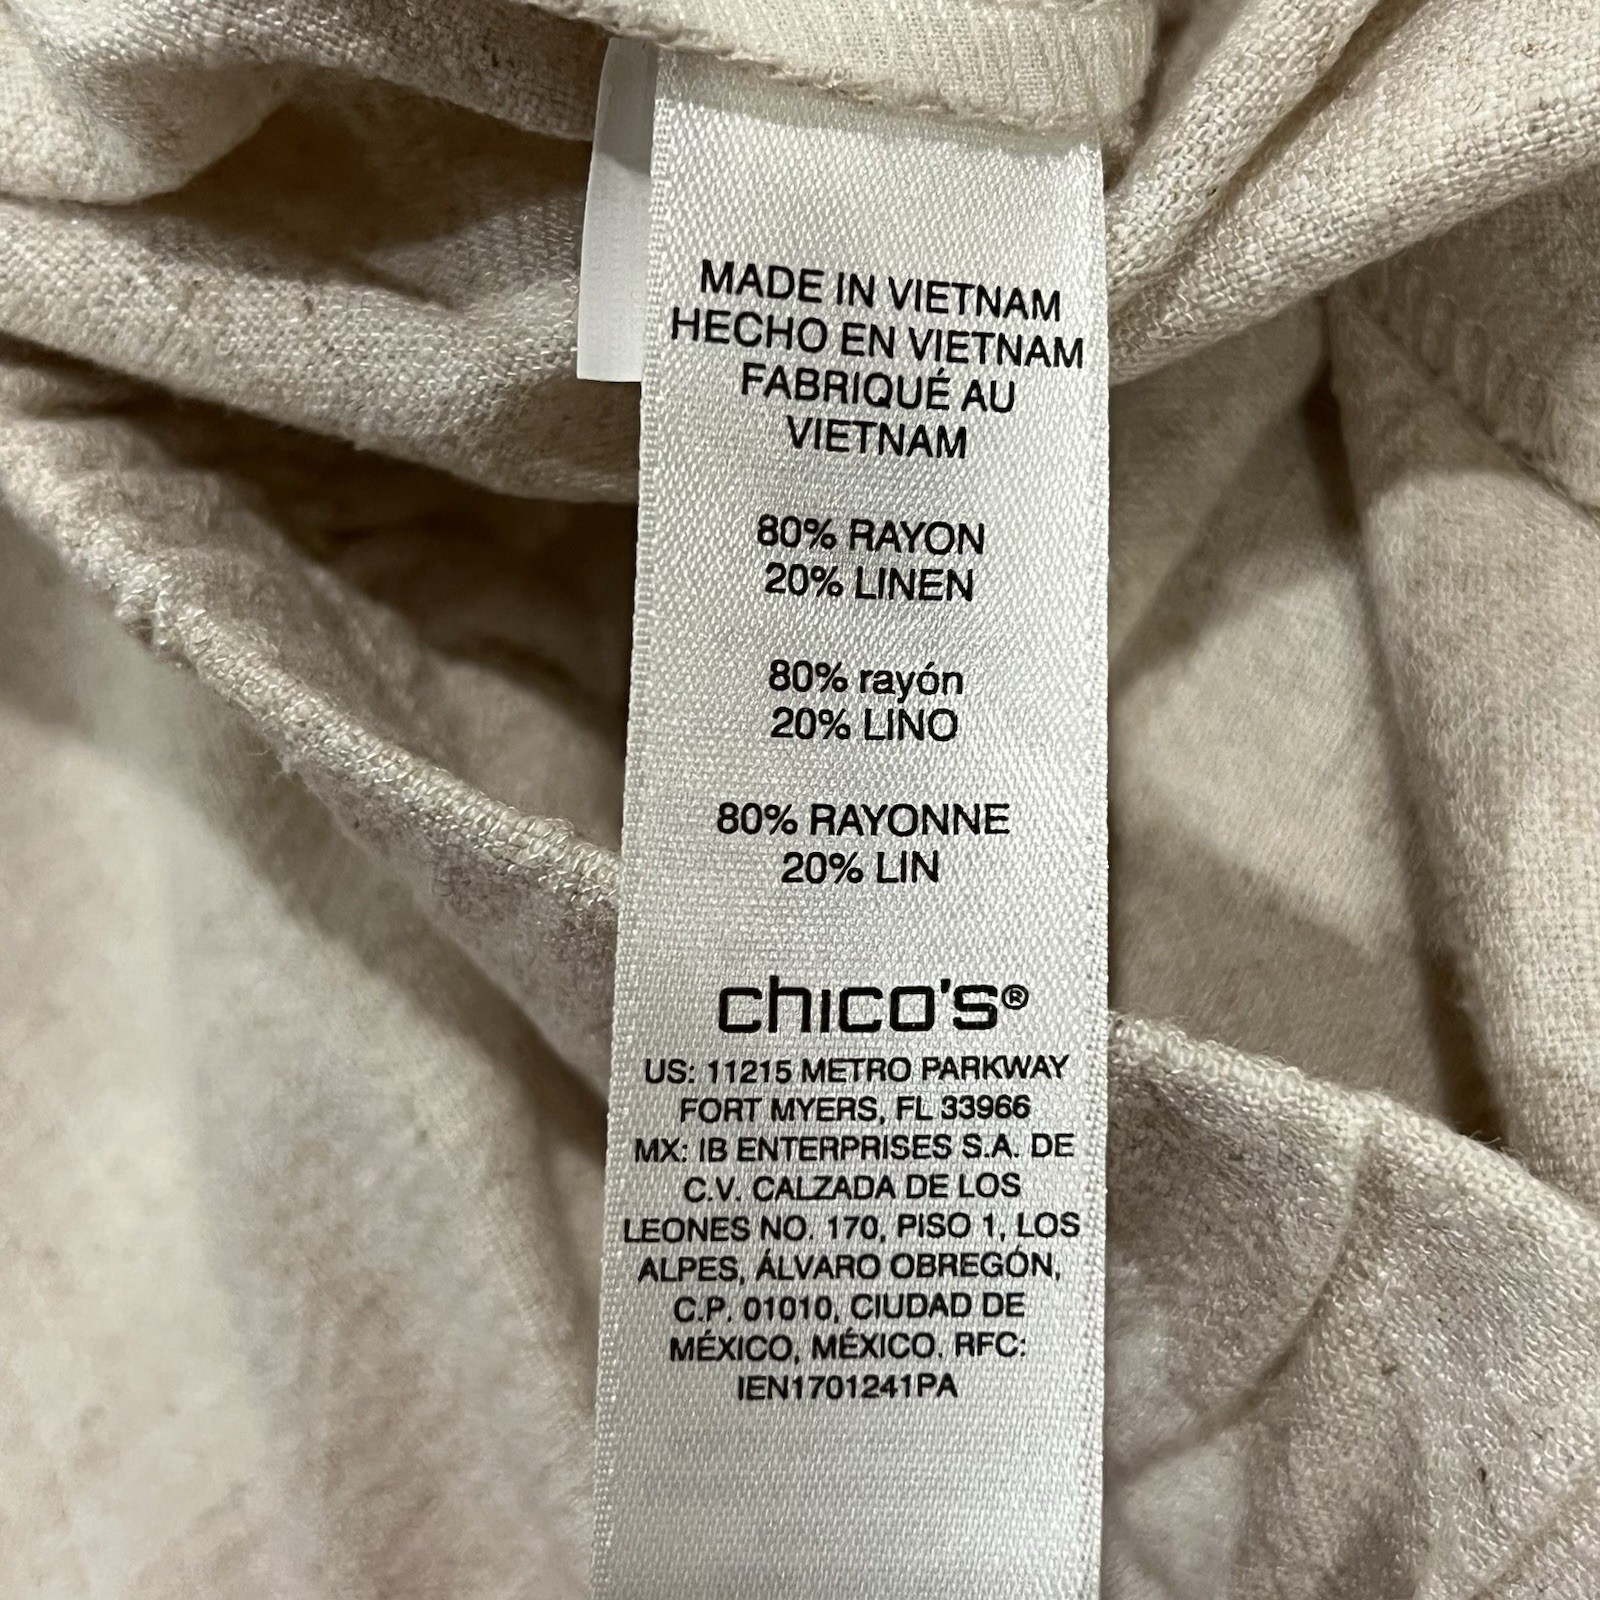 MADE IN VIETNAM
HECHO EN VIETNAM
FABRIQUÉ AU
VIETNAM
80% RAYON
20% LINEN
80% rayón
20% LINO
80% RAYONNE
20% LIN
chico's®
US: 11215 METRO PARKWAY
FORT MYERS, FL 33966
MX: IB ENTERPRISES S.A. DE
C.V. CALZADA DE LOS
LEONES NO. 170, PISO 1, LOS
ALPES, ÁLVARO OBREGÓN,
C.P. 01010, CIUDAD DE
MÉXICO, MÉXICO. RFC:
IEN1701241PA